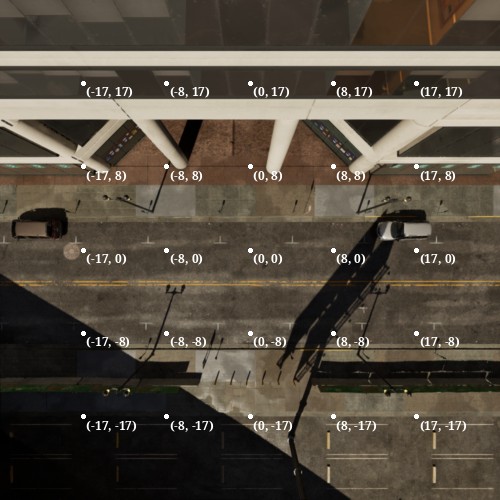 (-17, 17) (-8, 17) (0, 17) (8, 17) (17, 17)
(-17, 8) (-8, 8) (0, 8) (8, 8) (17, 8)
(-17, 0) (-8, 0) (0, 0) (8, 0) (17, 0)
(-17, -8) (-8, -8) (0, -8) (8, -8) (17, -8)
(-17, -17) (-8, -17) (0, -17) (8, -17) (17, -17)